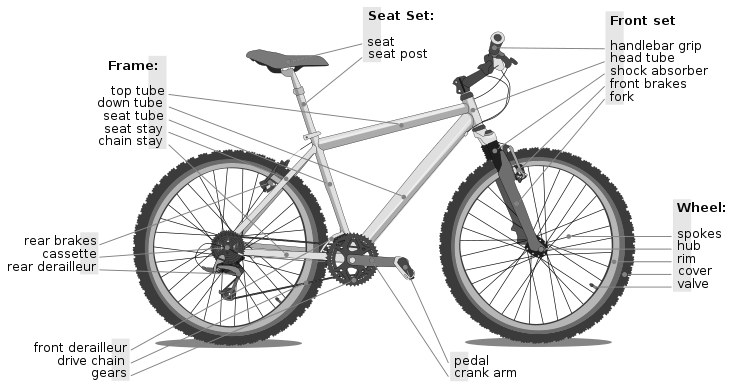 Seat Set:
seat
seat post
Front set
handlebar grip
head tube
shock absorber
front brakes
fork
Frame:
top tube
down tube
seat tube
seat stay
chain stay
Wheel:
spokes
hub
rim
cover
valve
rear brakes
cassette
rear derailleur
front derailleur
drive chain
gears
pedal
crank arm